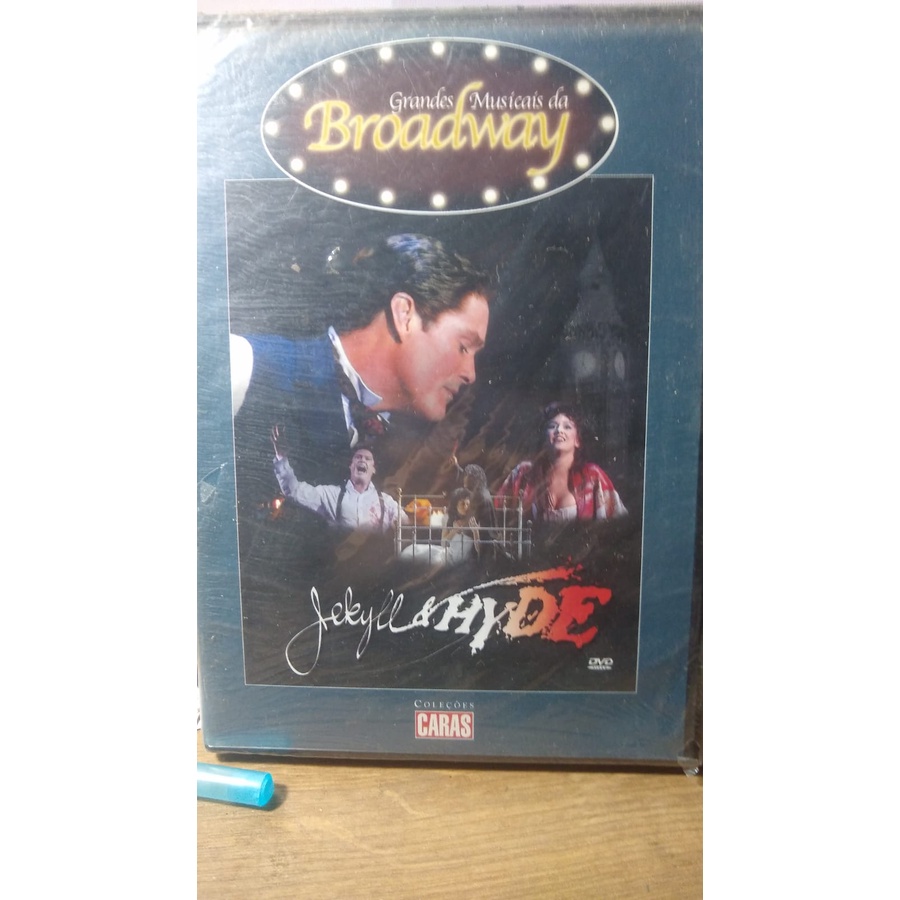 Grandes Musicais da
Broadway
Jekyll & HYDE
DVD
COLEÇÕES
CARAS